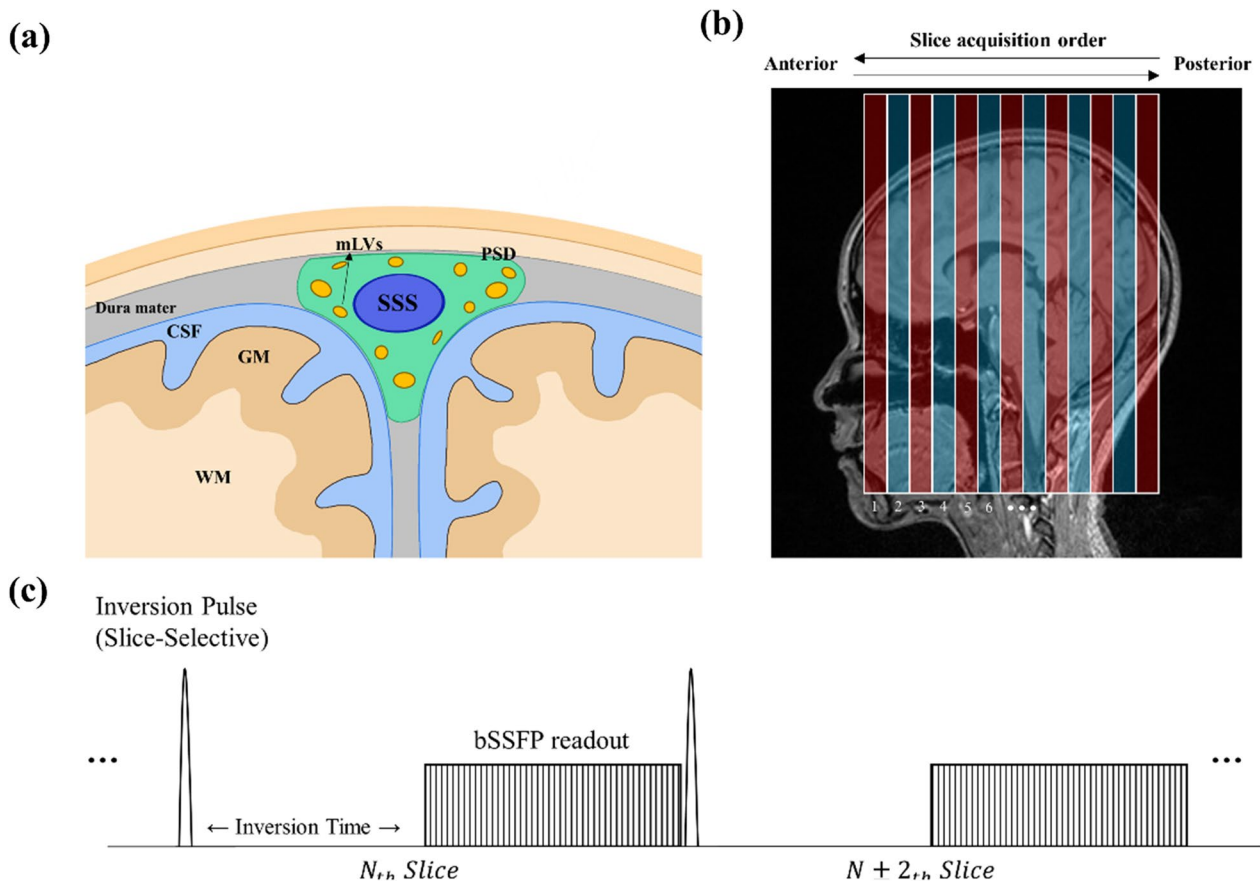 (a)
mLVs
PSD
SSS
Dura mater
CSF
GM
WM
(b)
Slice acquisition order
Anterior
Posterior
1 2 3 4 5 6 •••
(c)
Inversion Pulse
(Slice-Selective)
bSSFP readout
•••
•••
← Inversion Time →
N_th Slice
N ± 2_th Slice